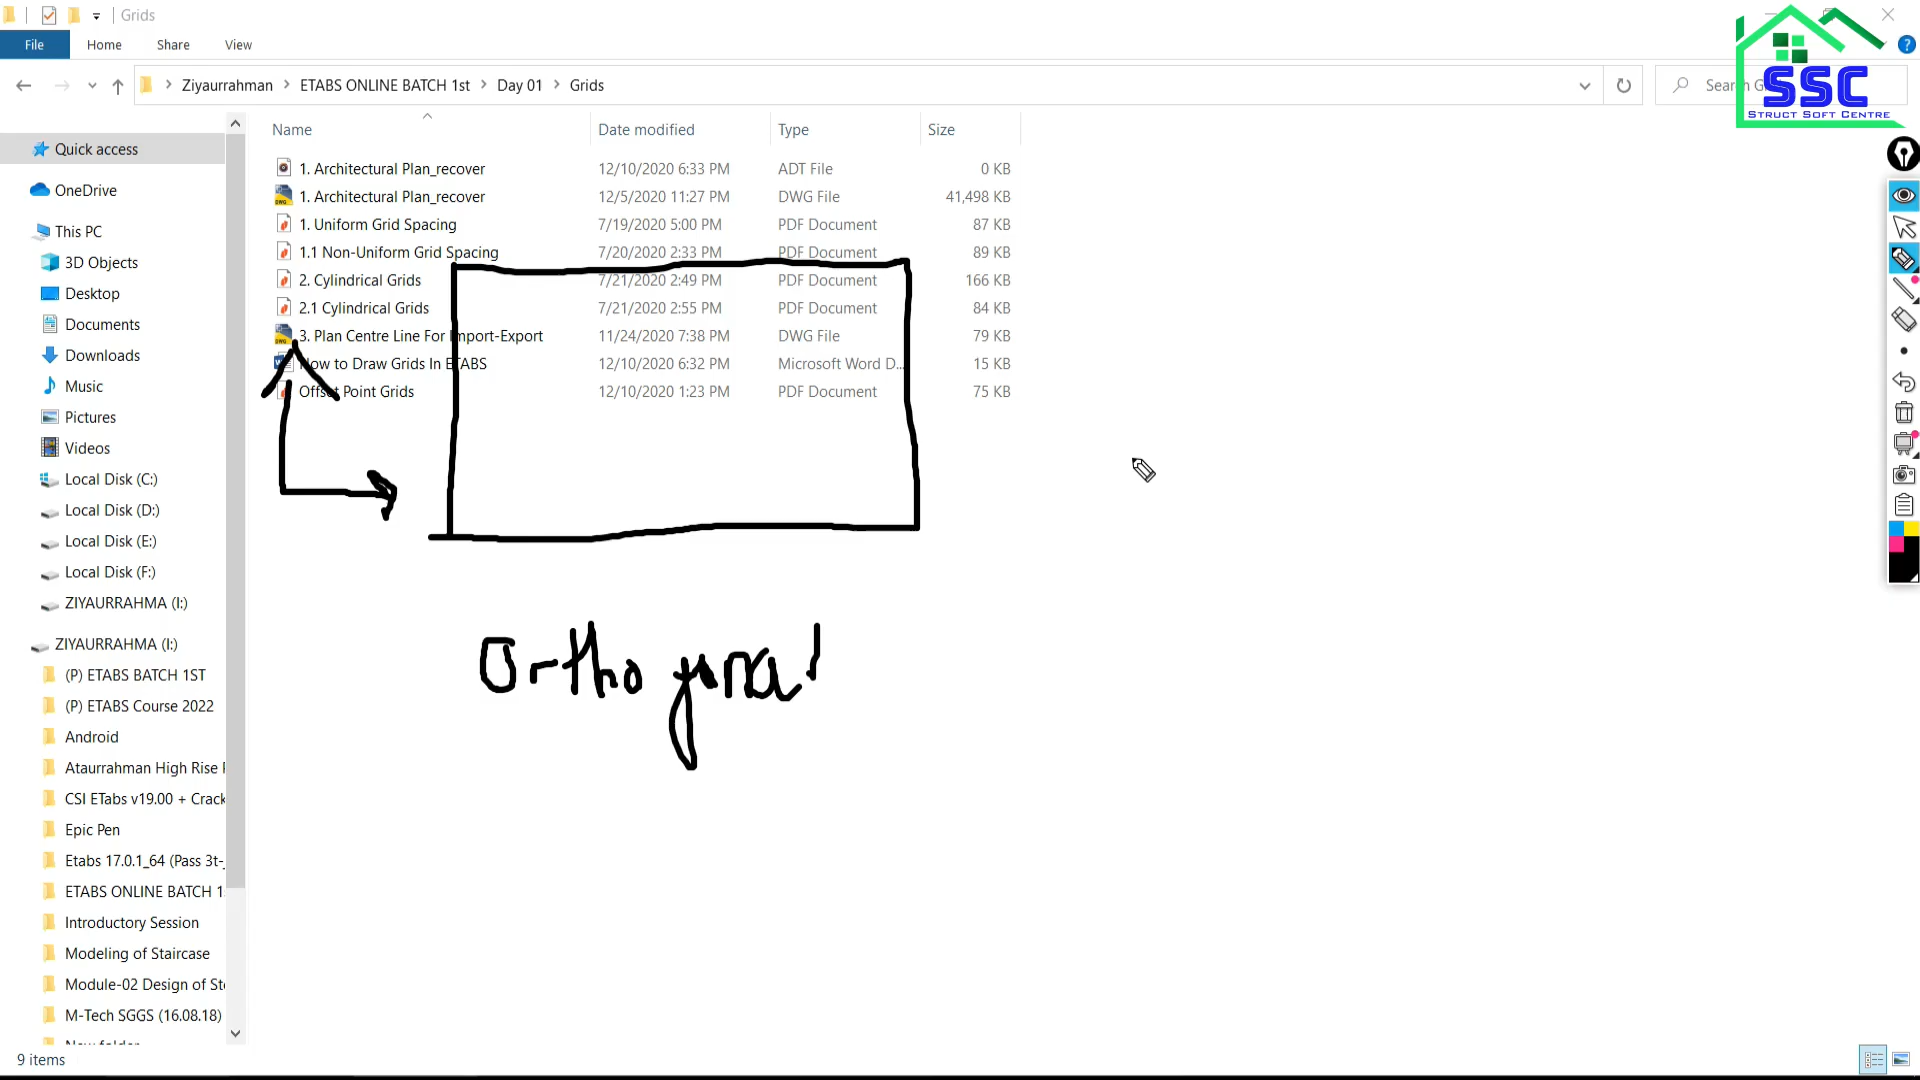 Grids
File Home Share View
Ziyaurrahman ETABS ONLINE BATCH 1st Day 01 Grids
Search
SSC
STRUCT SOFT CENTRE
Name Date modified Type Size
1. Architectural Plan_recover 12/10/2020 6:33 PM ADT File 0 KB
1. Architectural Plan_recover 12/5/2020 11:27 PM DWG File 41,498 KB
1. Uniform Grid Spacing 7/19/2020 5:00 PM PDF Document 87 KB
1.1 Non-Uniform Grid Spacing 7/20/2020 2:33 PM PDF Document 89 KB
2. Cylindrical Grids 7/21/2020 2:49 PM PDF Document 166 KB
2.1 Cylindrical Grids 7/21/2020 2:55 PM PDF Document 84 KB
3. Plan Centre Line For Import-Export 11/24/2020 7:38 PM DWG File 79 KB
How to Draw Grids In ETABS 12/10/2020 6:32 PM Microsoft Word D... 15 KB
Offset Point Grids 12/10/2020 1:23 PM PDF Document 75 KB
Quick access
OneDrive
This PC
3D Objects
Desktop
Documents
Downloads
Music
Pictures
Videos
Local Disk (C:)
Local Disk (D:)
Local Disk (E:)
Local Disk (F:)
ZIYAURRAHMA (I:)
ZIYAURRAHMA (I:)
(P) ETABS BATCH 1ST
(P) ETABS Course 2022
Android
Ataurrahman High Rise
CSI ETabs v19.00 + Crack
Epic Pen
Etabs 17.0.1_64 (Pass 3t-
ETABS ONLINE BATCH 1
Introductory Session
Modeling of Staircase
Module-02 Design of Ste
M-Tech SGGS (16.08.18)
New folder
Orthogonal
9 items